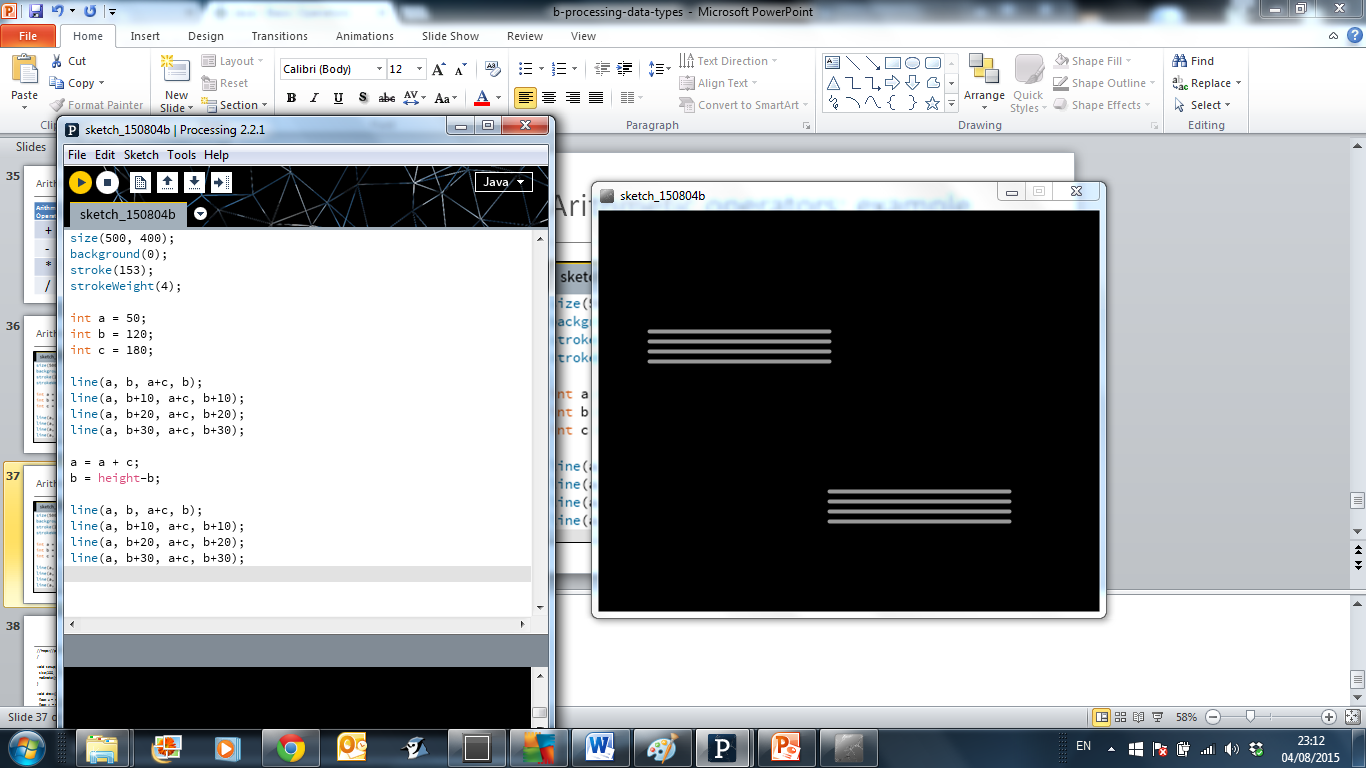 b-processing-data-types - Microsoft PowerPoint
File Home Insert Design Transitions Animations Slide Show Review View
Paste
Cut
Copy
Format Painter
New
Slide
Layout
Reset
Section
Calibri (Body) 12
B I U S abc AV Aa A
Text Direction
Align Text
Convert to SmartArt
Paragraph
Arrange
Quick
Styles
Shape Fill
Shape Outline
Shape Effects
Drawing
Find
Replace
Select
Editing
Slides
35
+
-
*
/
36
37
38
sketch_150804b | Processing 2.2.1
File Edit Sketch Tools Help
Java
sketch_150804b
size(500, 400);
background(0);
stroke(153);
strokeWeight(4);
int a = 50;
int b = 120;
int c = 180;
line(a, b, a+c, b);
line(a, b+10, a+c, b+10);
line(a, b+20, a+c, b+20);
line(a, b+30, a+c, b+30);
a = a + c;
b = height-b;
line(a, b, a+c, b);
line(a, b+10, a+c, b+10);
line(a, b+20, a+c, b+20);
line(a, b+30, a+c, b+30);
sketch_150804b
Slide 37 o
58%
EN
23:12
04/08/2015